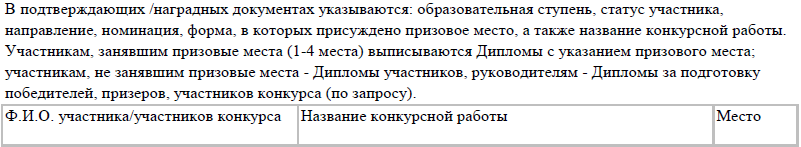 В подтверждающих /наградных документах указываются: образовательная ступень, статус участника,
направление, номинация, форма, в которых присуждено призовое место, а также название конкурсной работы.
Участникам, занявшим призовые места (1-4 места) выписываются Дипломы с указанием призового места;
участникам, не занявшим призовые места - Дипломы участников, руководителям - Дипломы за подготовку
победителей, призеров, участников конкурса (по запросу).
Ф.И.О. участника/участников конкурса Название конкурсной работы Место